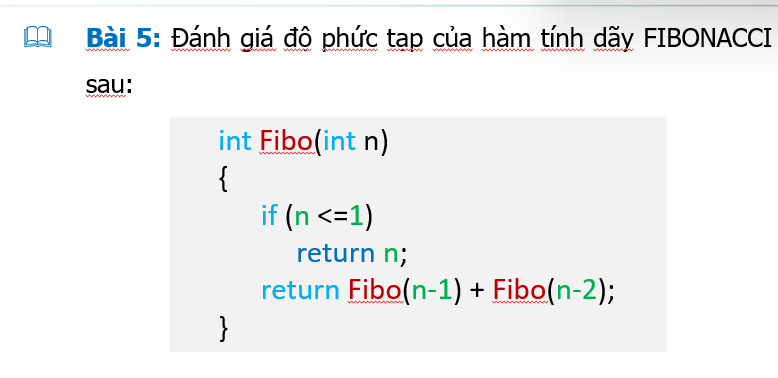 Bài 5: Đánh giá độ phức tạp của hàm tính dãy FIBONACCI
sau:
int Fibo(int n)
{
if (n <=1)
return n;
return Fibo(n-1) + Fibo(n-2);
}